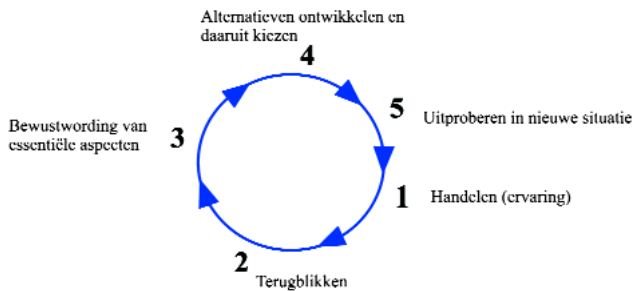 Alternatieven ontwikkelen en
daaruit kiezen
4
5
Uitproberen in nieuwe situatie
Bewustwording van
essentiële aspecten
3
1
Handelen (ervaring)
2
Terugblikken